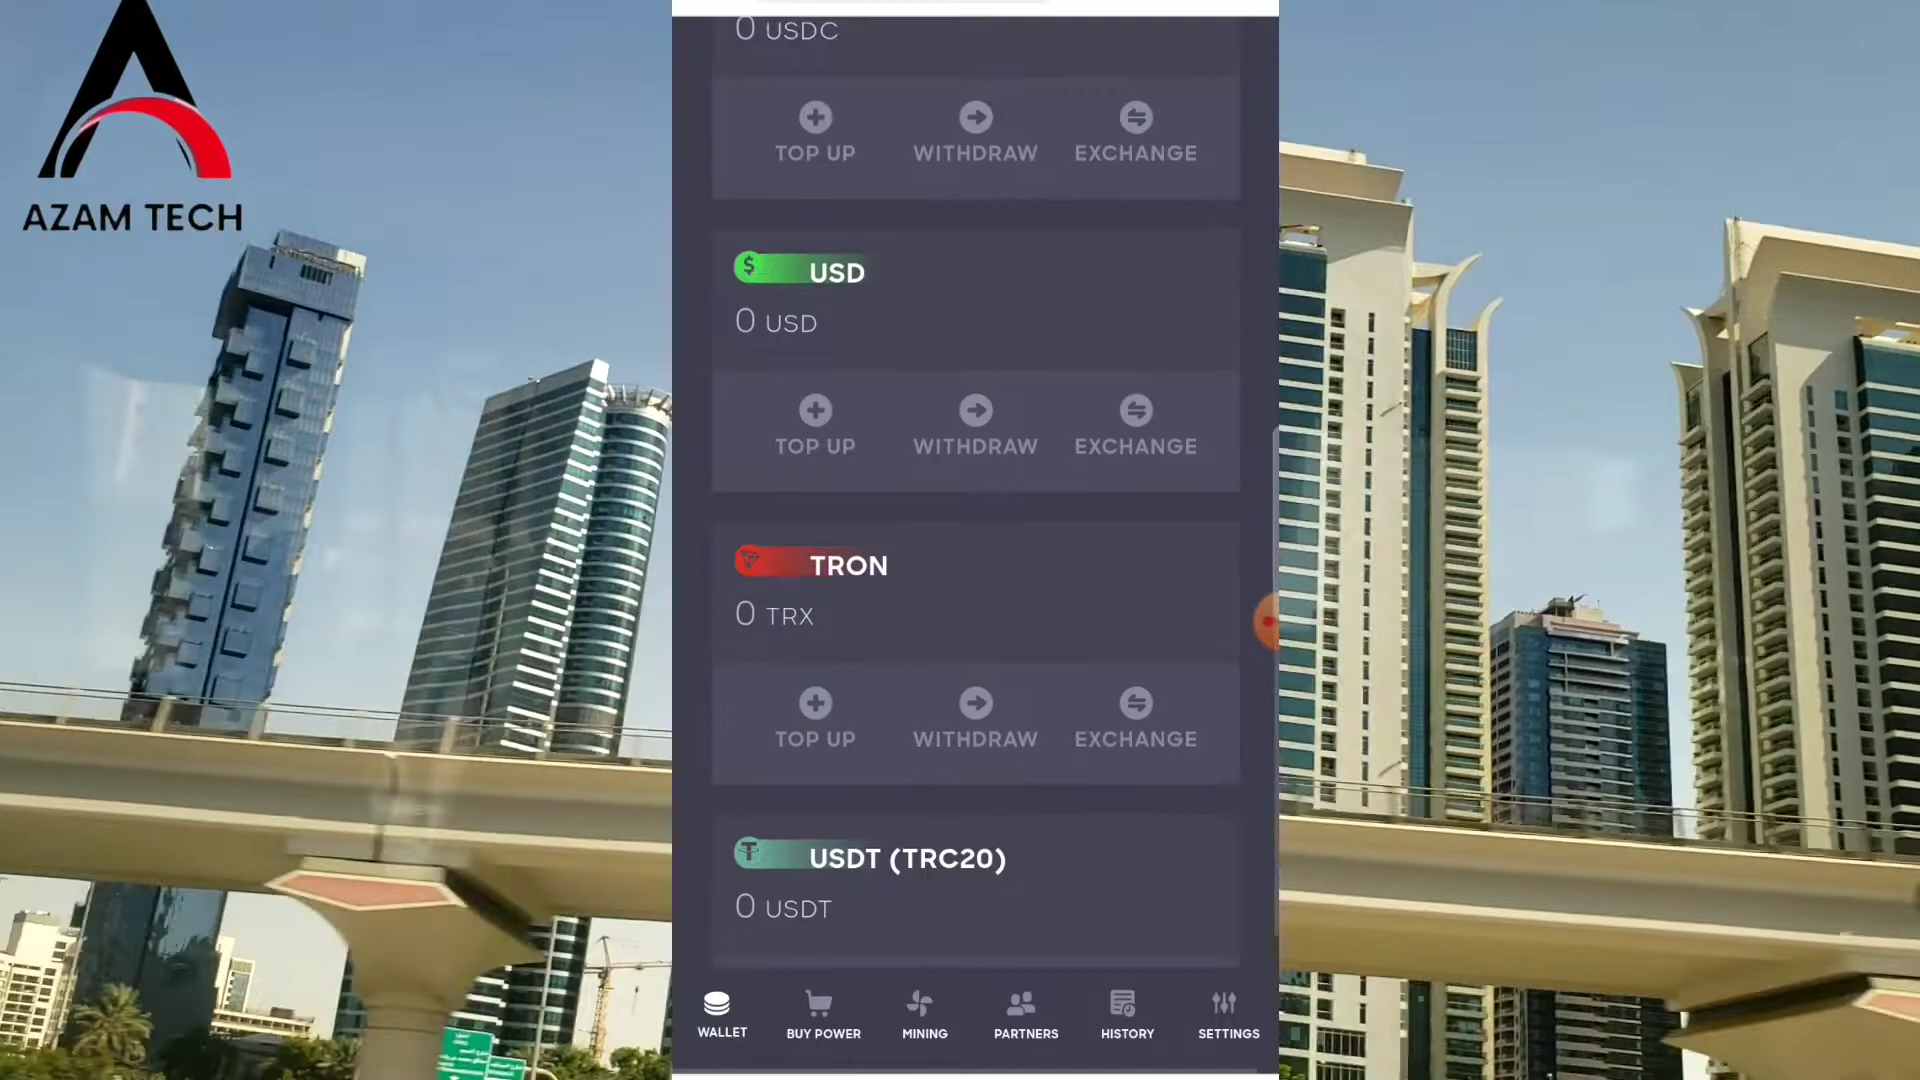 AZAM TECH
0 USDC
TOP UP
WITHDRAW
EXCHANGE
USD
0 USD
TOP UP
WITHDRAW
EXCHANGE
TRON
0 TRX
TOP UP
WITHDRAW
EXCHANGE
USDT (TRC20)
0 USDT
WALLET
BUY POWER
MINING
PARTNERS
HISTORY
SETTINGS